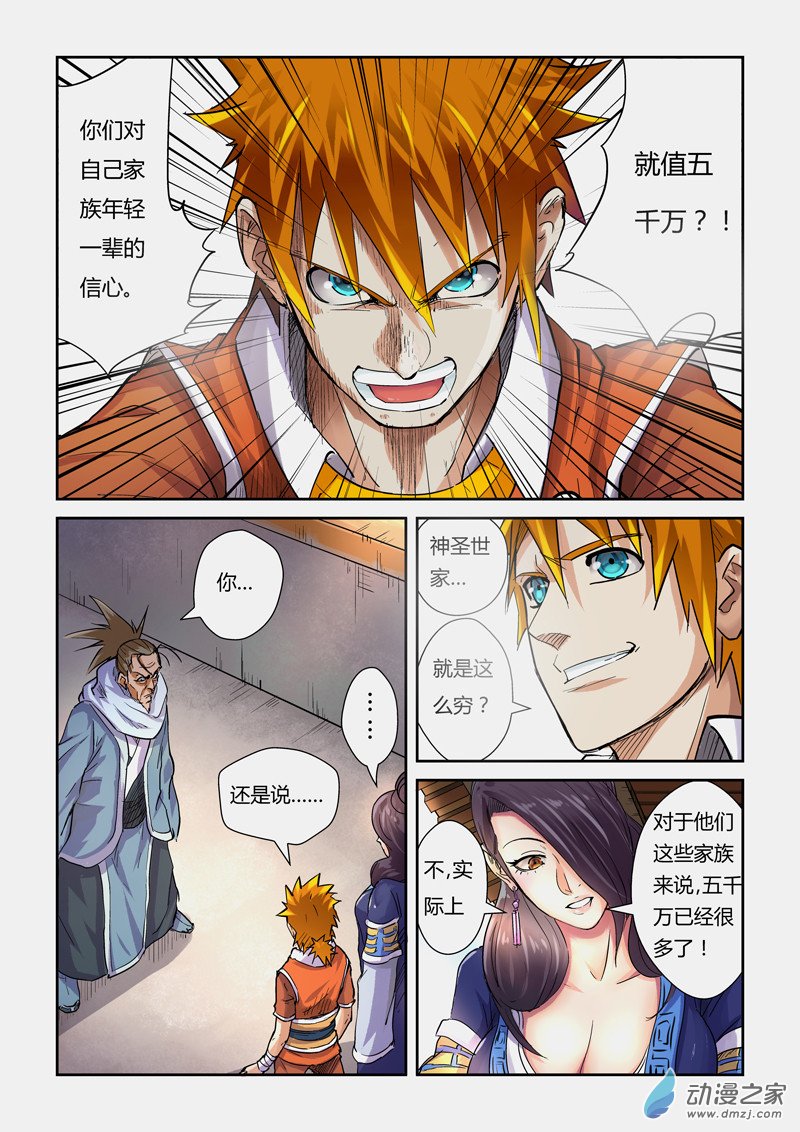 你们对
自己家
族年轻
一辈的
信心。
就值五
千万？！
你…
……
还是说……
神圣世
家…
就是这
么穷？
不,实
际上
对于他们
这些家族
来说,五千
万已经很
多了！
动漫之家
www.dmzj.com